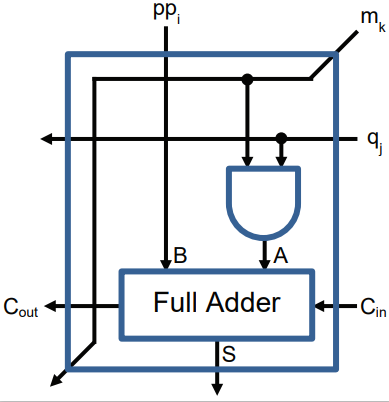 pp_i
m_k
q_j
B
A
C_out
Full Adder
C_in
S